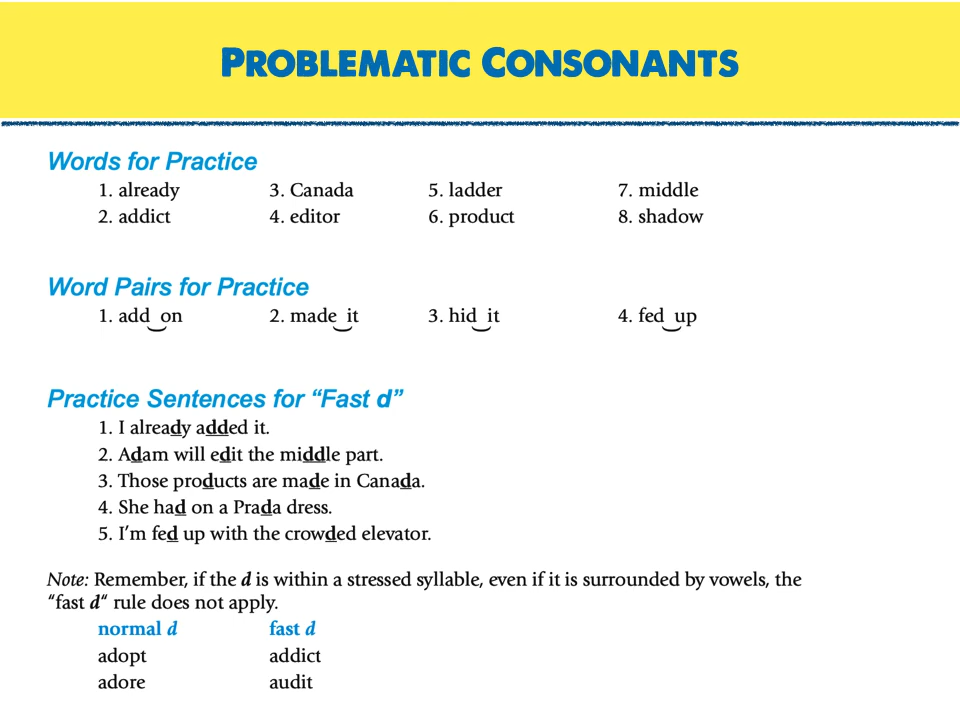 PROBLEMATIC CONSONANTS
Words for Practice
1. already 3. Canada 5. ladder 7. middle
2. addict 4. editor 6. product 8. shadow
Word Pairs for Practice
1. add on 2. made it 3. hid it 4. fed up
Practice Sentences for “Fast d”
1. I already added it.
2. Adam will edit the middle part.
3. Those products are made in Canada.
4. She had on a Prada dress.
5. I’m fed up with the crowded elevator.
Note: Remember, if the d is within a stressed syllable, even if it is surrounded by vowels, the
“fast d“ rule does not apply.
normal d fast d
adopt addict
adore audit